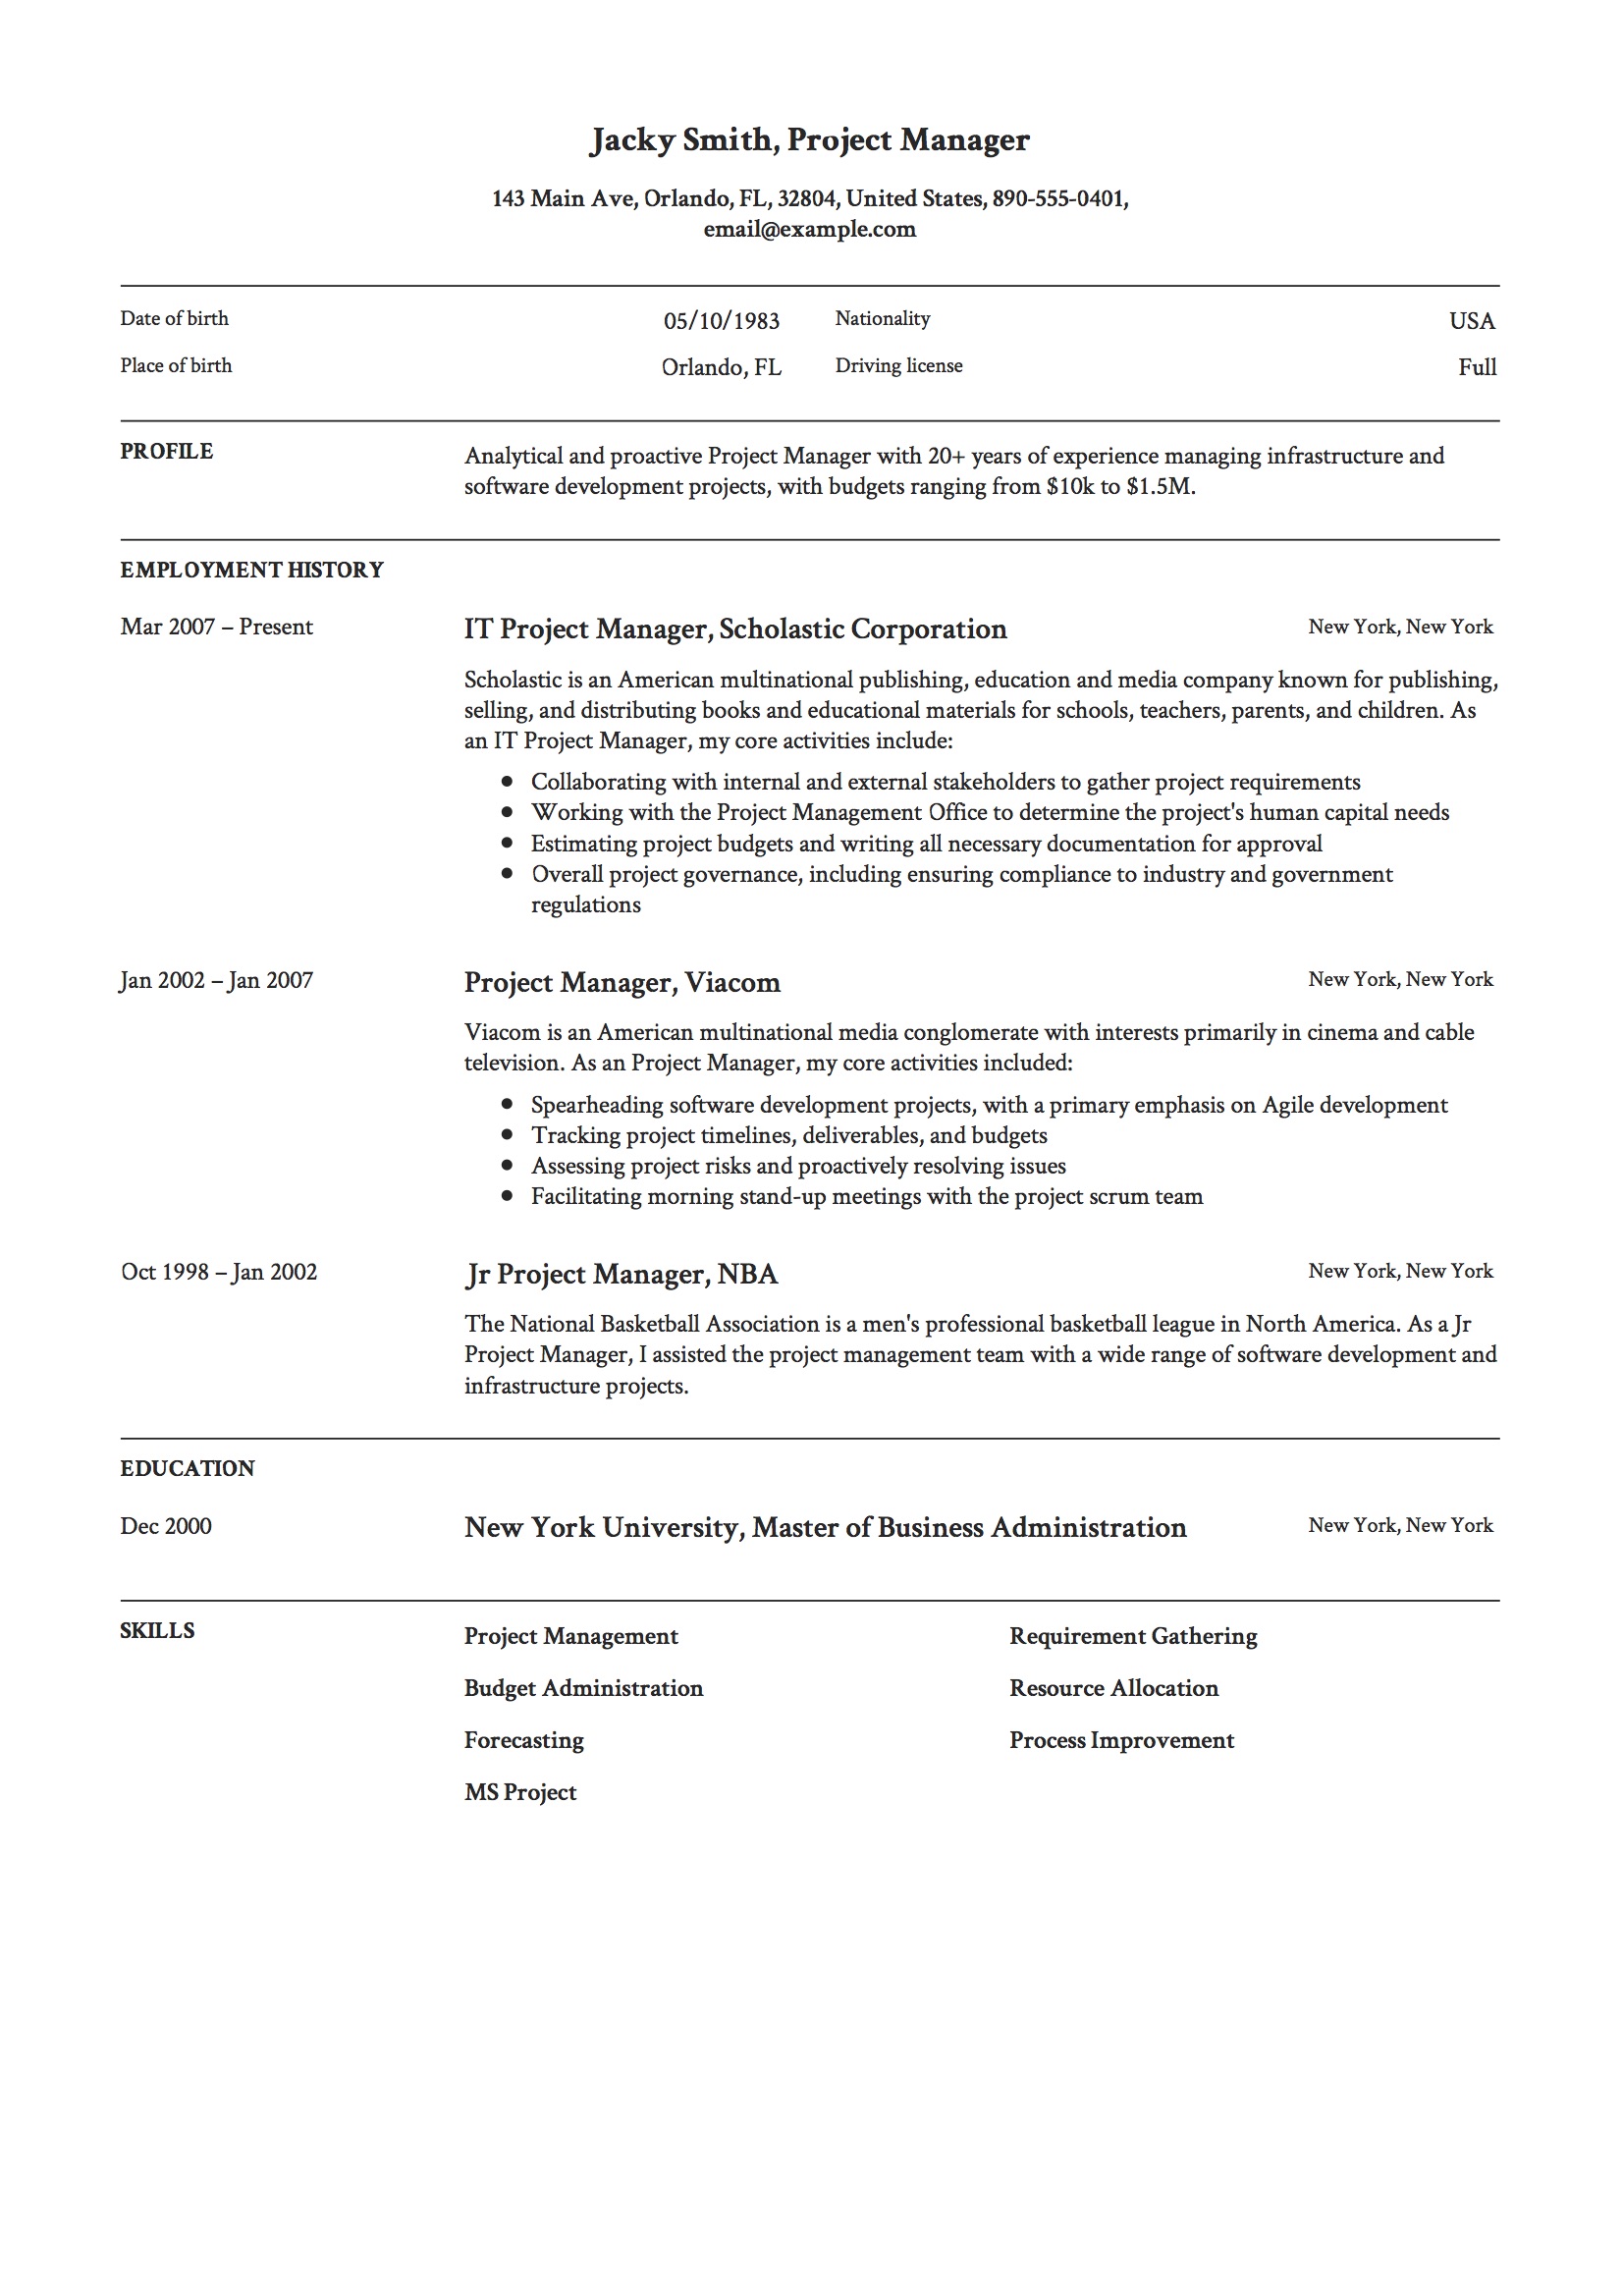 Jacky Smith, Project Manager
143 Main Ave, Orlando, FL, 32804, United States, 890-555-0401,
email@example.com
Date of birth 05/10/1983 Nationality USA
Place of birth Orlando, FL Driving license Full
PROFILE Analytical and proactive Project Manager with 20+ years of experience managing infrastructure and
software development projects, with budgets ranging from $10k to $1.5M.
EMPLOYMENT HISTORY
Mar 2007 – Present IT Project Manager, Scholastic Corporation New York, New York
Scholastic is an American multinational publishing, education and media company known for publishing,
selling, and distributing books and educational materials for schools, teachers, parents, and children. As
an IT Project Manager, my core activities include:
● Collaborating with internal and external stakeholders to gather project requirements
● Working with the Project Management Office to determine the project's human capital needs
● Estimating project budgets and writing all necessary documentation for approval
● Overall project governance, including ensuring compliance to industry and government
regulations
Jan 2002 – Jan 2007 Project Manager, Viacom New York, New York
Viacom is an American multinational media conglomerate with interests primarily in cinema and cable
television. As an Project Manager, my core activities included:
● Spearheading software development projects, with a primary emphasis on Agile development
● Tracking project timelines, deliverables, and budgets
● Assessing project risks and proactively resolving issues
● Facilitating morning stand-up meetings with the project scrum team
Oct 1998 – Jan 2002 Jr Project Manager, NBA New York, New York
The National Basketball Association is a men's professional basketball league in North America. As a Jr
Project Manager, I assisted the project management team with a wide range of software development and
infrastructure projects.
EDUCATION
Dec 2000 New York University, Master of Business Administration New York, New York
SKILLS Project Management Requirement Gathering
Budget Administration Resource Allocation
Forecasting Process Improvement
MS Project